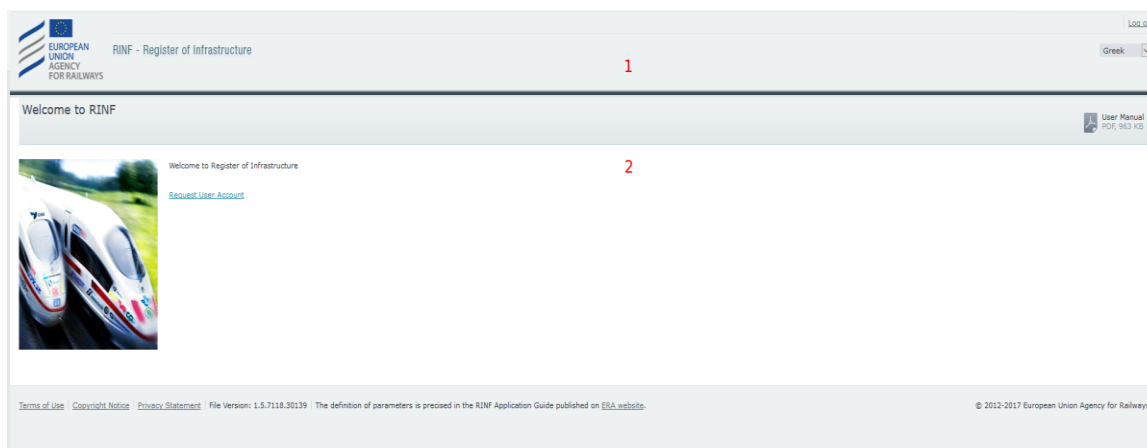 Log o
EUROPEAN
UNION
AGENCY
FOR RAILWAYS
RINF - Register of Infrastructure
Greek
1
Welcome to RINF
User Manual
PDF, 963 KB
Welcome to Register of Infrastructure
2
Request User Account
Terms of Use Copyright Notice Privacy Statement File Version: 1.5.7118.30139 The definition of parameters is precised in the RINF Application Guide published on ERA website.
© 2012-2017 European Union Agency for Railways